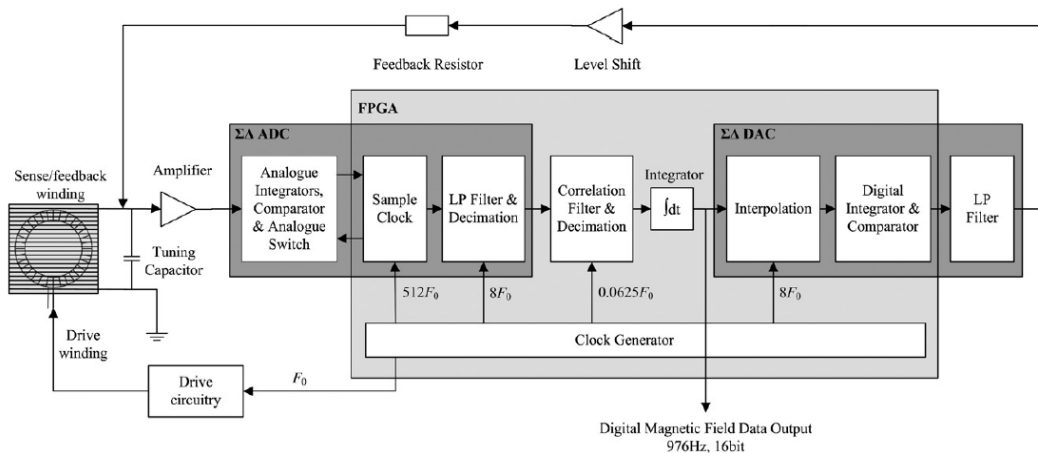 Feedback Resistor
Level Shift
FPGA
ΣΔ ADC
ΣΔ DAC
Sense/feedback
winding
Amplifier
Analogue
Integrators,
Comparator
& Analogue
Switch
Sample
Clock
LP Filter &
Decimation
Correlation
Filter &
Decimation
Integrator
∫dt
Interpolation
Digital
Integrator &
Comparator
LP
Filter
Tuning
Capacitor
512F₀
8F₀
0.0625F₀
8F₀
Drive
winding
Clock Generator
Drive
circuitry
F₀
Digital Magnetic Field Data Output
976Hz, 16bit